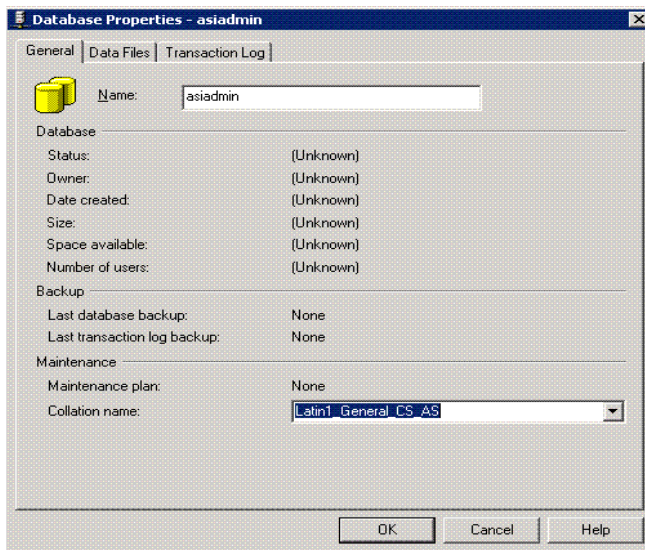 Database Properties - asiadmin
General Data Files Transaction Log
Name: asiadmin
Database
Status: (Unknown)
Owner: (Unknown)
Date created: (Unknown)
Size: (Unknown)
Space available: (Unknown)
Number of users: (Unknown)
Backup
Last database backup: None
Last transaction log backup: None
Maintenance
Maintenance plan: None
Collation name: Latin1_General_CS_AS
OK Cancel Help